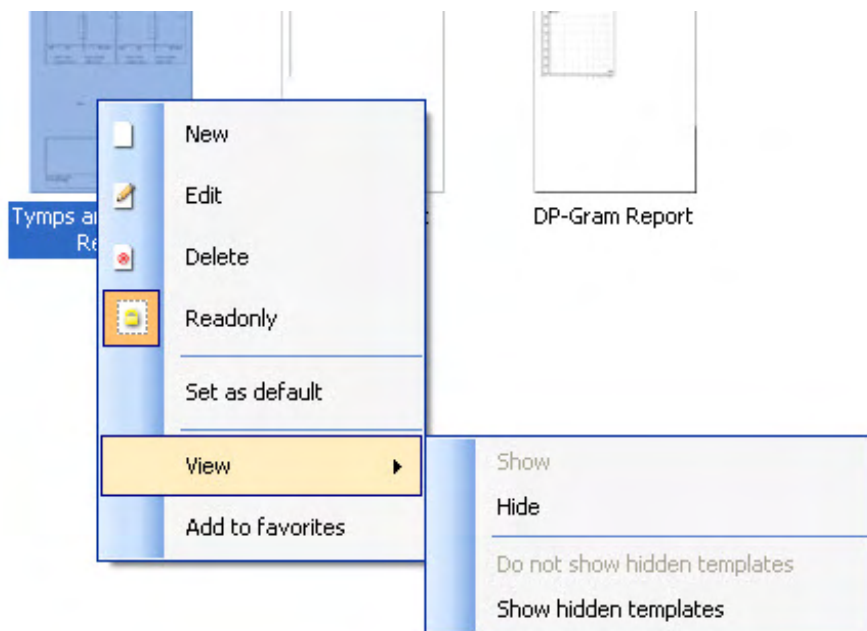 Tymps a
Re
DP-Gram Report
New
Edit
Delete
Readonly
Set as default
View
Add to favorites
Show
Hide
Do not show hidden templates
Show hidden templates